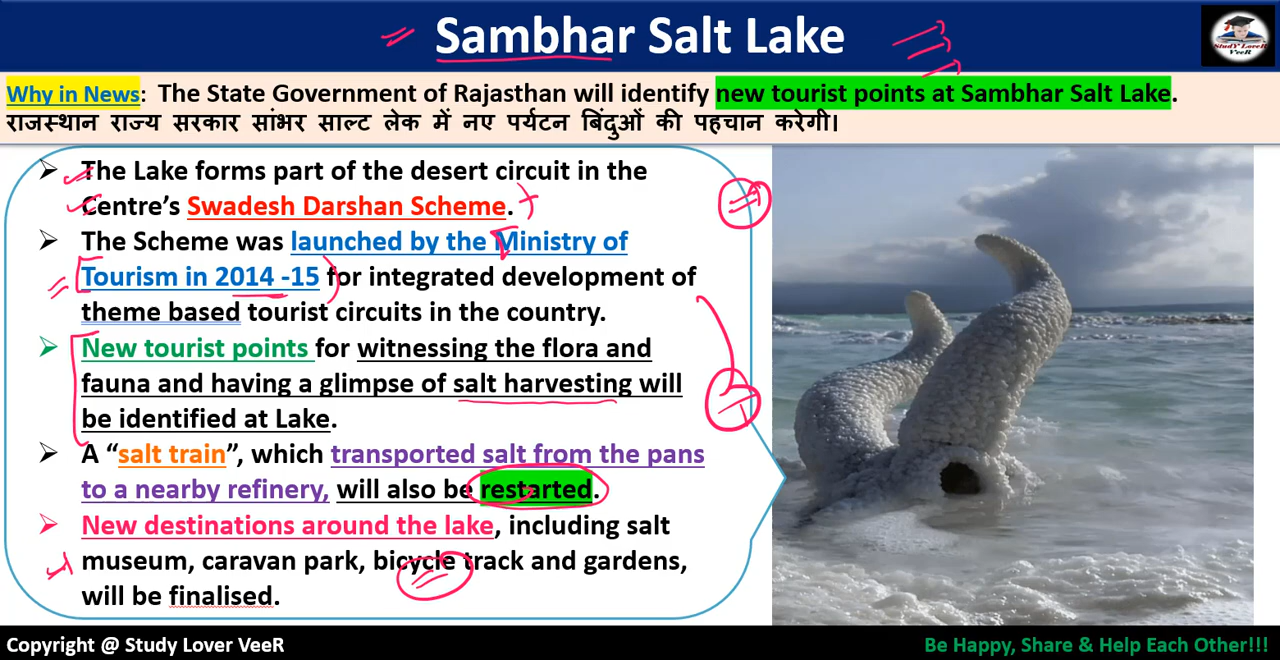 Sambhar Salt Lake
StudY LoveR
VeeR
Why in News: The State Government of Rajasthan will identify new tourist points at Sambhar Salt Lake.
राजस्थान राज्य सरकार सांभर साल्ट लेक में नए पर्यटन बिंदुओं की पहचान करेगी।
The Lake forms part of the desert circuit in the
Centre’s Swadesh Darshan Scheme.
The Scheme was launched by the Ministry of
Tourism in 2014 -15 for integrated development of
theme based tourist circuits in the country.
New tourist points for witnessing the flora and
fauna and having a glimpse of salt harvesting will
be identified at Lake.
A “salt train”, which transported salt from the pans
to a nearby refinery, will also be restarted.
New destinations around the lake, including salt
museum, caravan park, bicycle track and gardens,
will be finalised.
Copyright @ Study Lover VeeR
Be Happy, Share & Help Each Other!!!